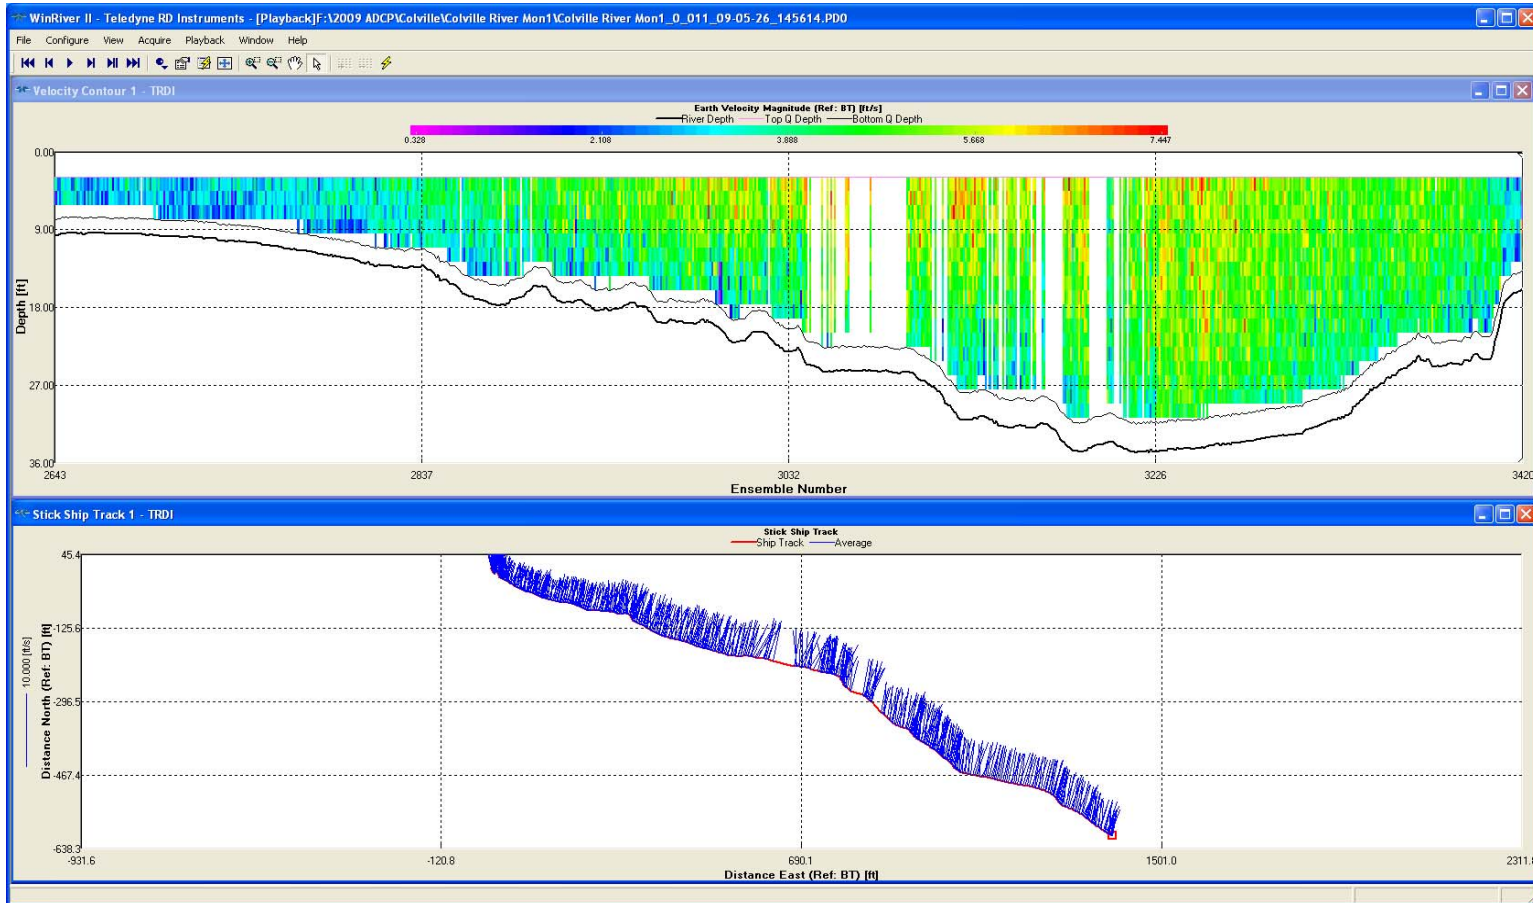 WinRiver II - Teledyne RD Instruments - [Playback]F:\2009 ADCP\Colville\Colville River Mon1\Colville River Mon1_0_011_09-05-26_145614.PD0
File Configure View Acquire Playback Window Help
Velocity Contour 1 - TRDI
Earth Velocity Magnitude (Ref: BT) [ft/s]
River Depth Top Q Depth Bottom Q Depth
0.328 2.108 3.888 5.668 7.447
0.00
9.00
18.00
27.00
36.00
Depth [ft]
2643 2837 3032 3226 3420
Ensemble Number
Stick Ship Track 1 - TRDI
Stick Ship Track
Ship Track Average
45.4
-125.6
-296.5
-467.4
-638.3
10.000 [ft/s]
Distance North (Ref: BT) [ft]
-931.6 -120.8 690.1 1501.0 2311.8
Distance East (Ref: BT) [ft]